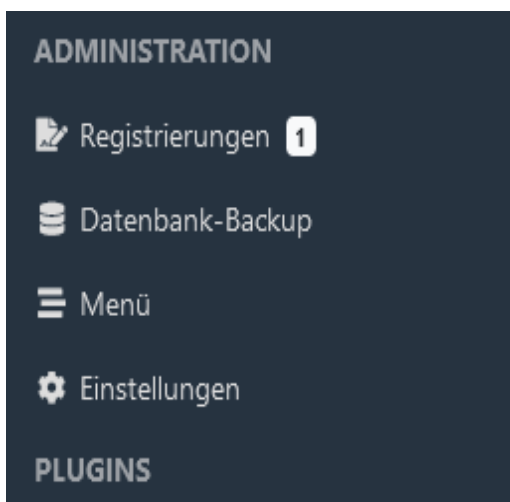 ADMINISTRATION
Registrierungen 1
Datenbank-Backup
Menü
Einstellungen
PLUGINS